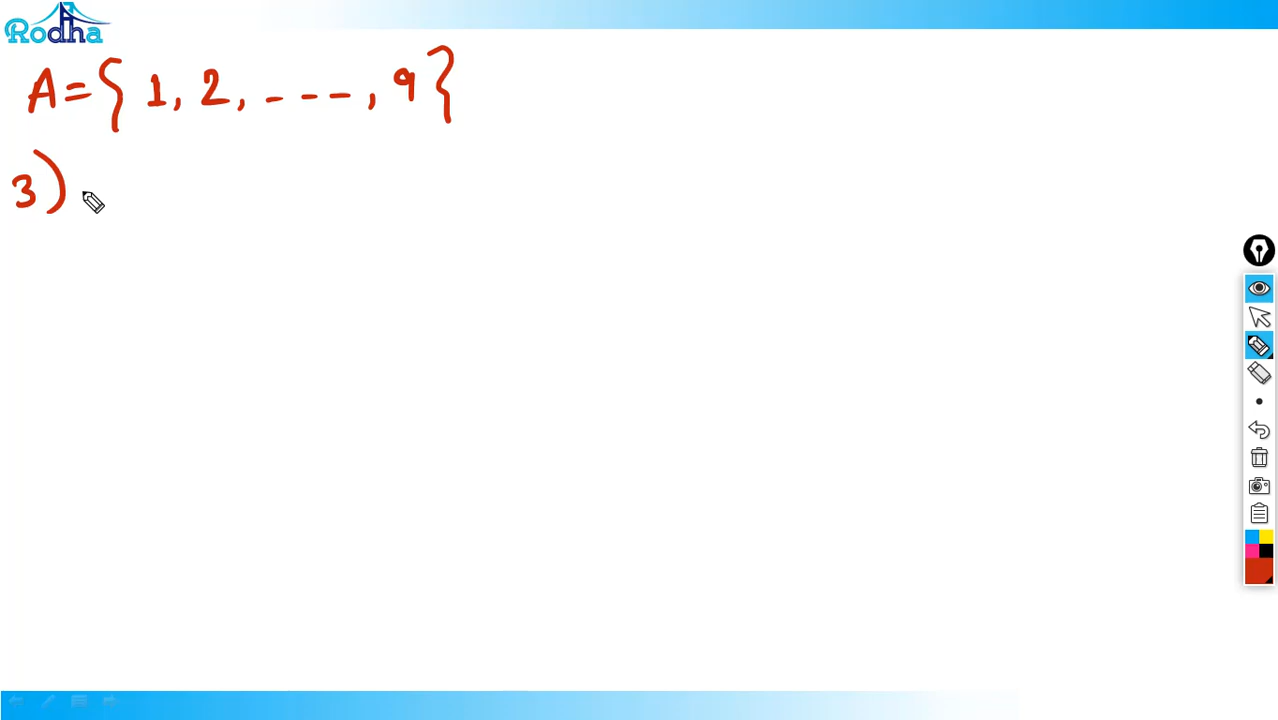 Rodha
A={ 1, 2, - - - , 9}
3)